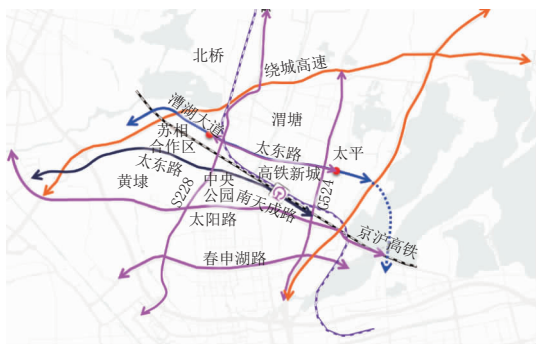 北桥
绕城高速
漕湖大道
渭塘
苏相
合作区
太东路
太平
太东路
高铁新城
黄埭
中央
公园
S228
G524
南天成路
太阳路
京沪高铁
春申湖路